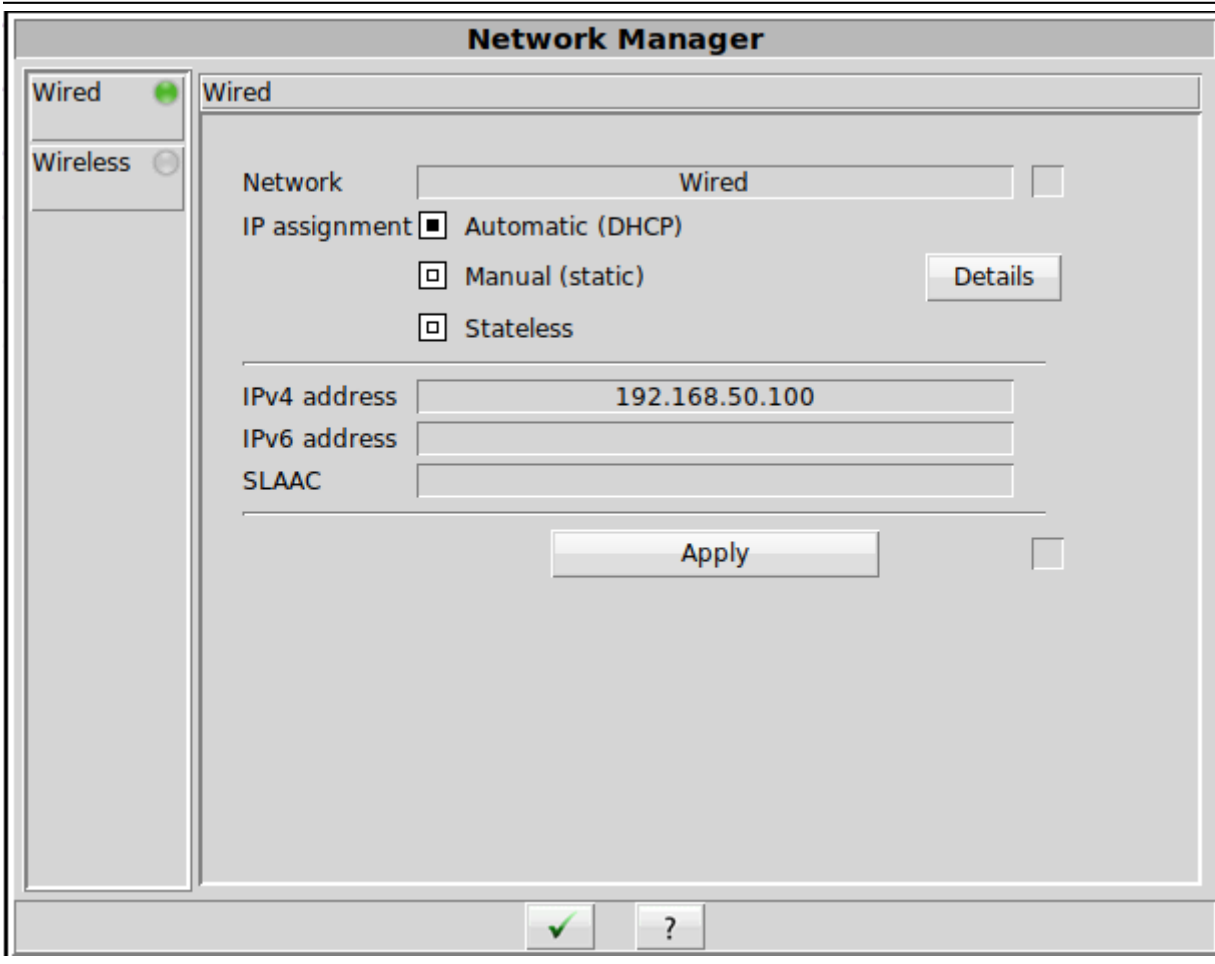 Network Manager
Wired
Wireless
Wired
Network Wired
IP assignment Automatic (DHCP)
Manual (static) Details
Stateless
IPv4 address 192.168.50.100
IPv6 address
SLAAC
Apply
?